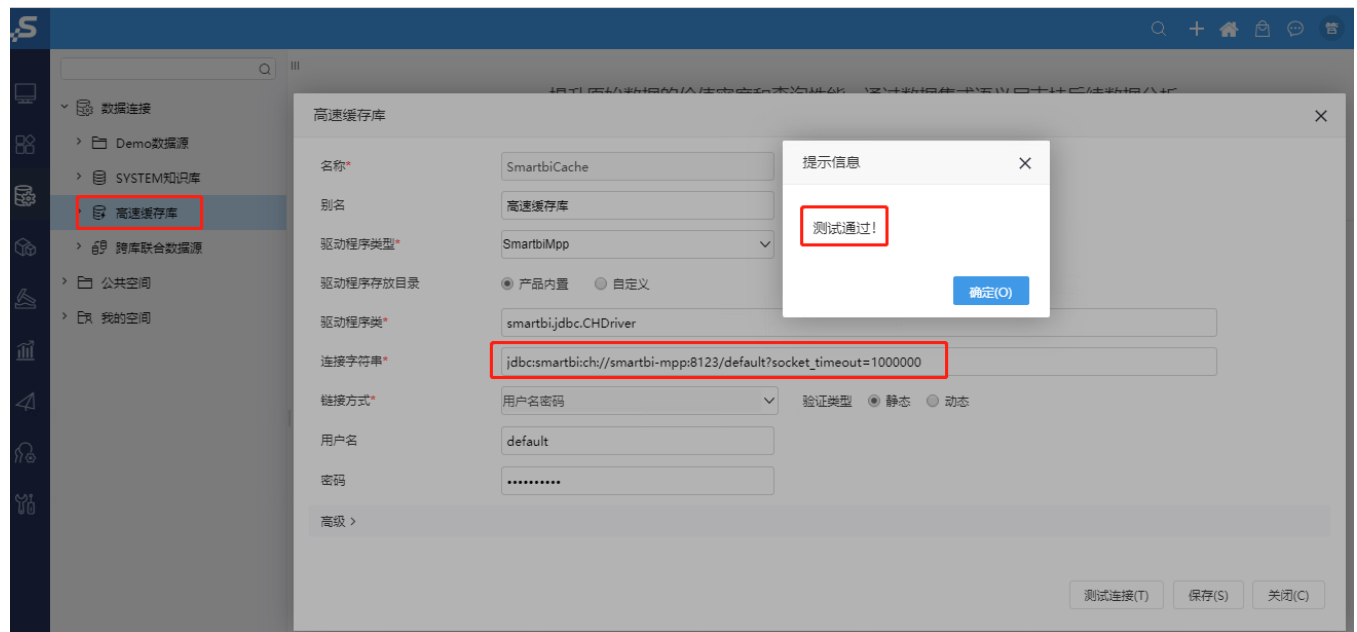 S
管
数据连接
Demo数据源
SYSTEM知识库
高速缓存库
跨库联合数据源
公共空间
我的空间
高速缓存库
名称* SmartbiCache
别名 高速缓存库
驱动程序类型* SmartbiMpp
驱动程序存放目录 产品内置 自定义
驱动程序类* smartbi.jdbc.CHDriver
连接字符串* jdbc:smartbi:ch://smartbi-mpp:8123/default?socket_timeout=1000000
链接方式* 用户名密码 验证类型 静态 动态
用户名 default
密码 ••••••••••
高级 >
测试连接(T) 保存(S) 关闭(C)
提示信息
测试通过!
确定(O)